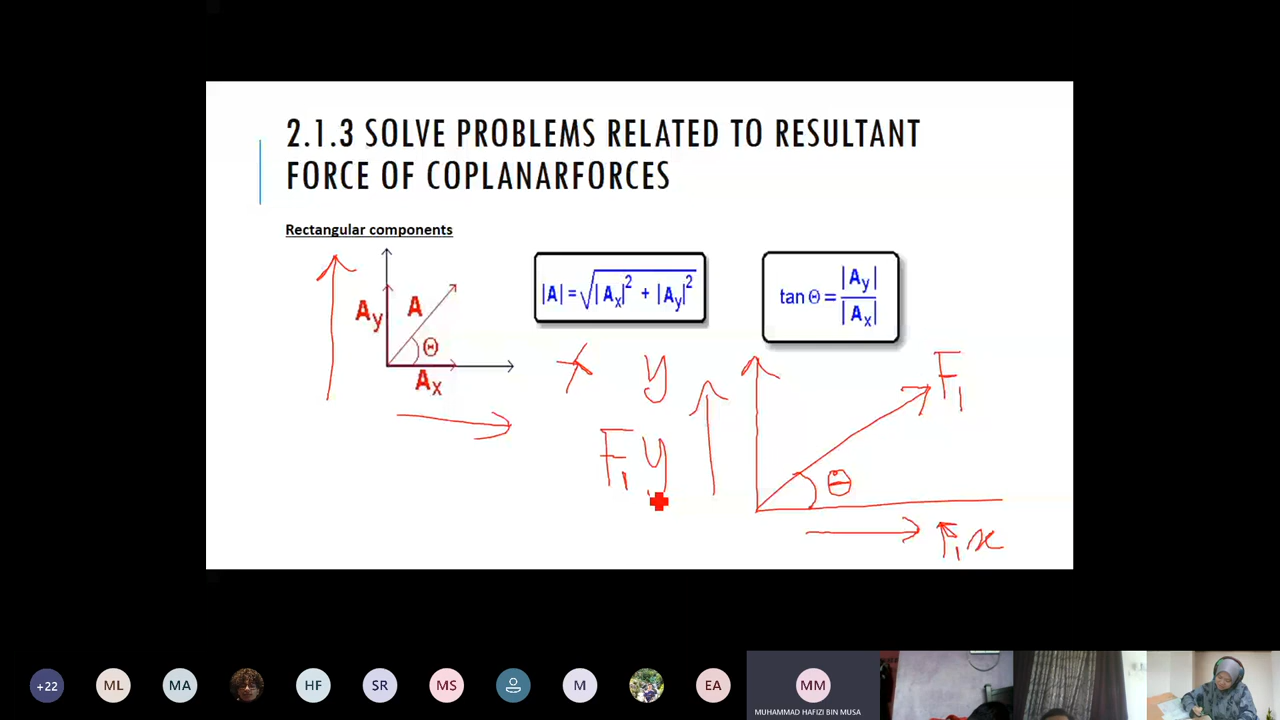 2.1.3 SOLVE PROBLEMS RELATED TO RESULTANT
FORCE OF COPLANARFORCES
Rectangular components
Ay
A
Θ
Ax
|A| = √|Ax|² + |Ay|²
tan Θ = |Ay| / |Ax|
x y
F1y
F1
Θ
F1x
+22
ML
MA
HF
SR
MS
M
EA
MM
MUHAMMAD HAFIZI BIN MUSA